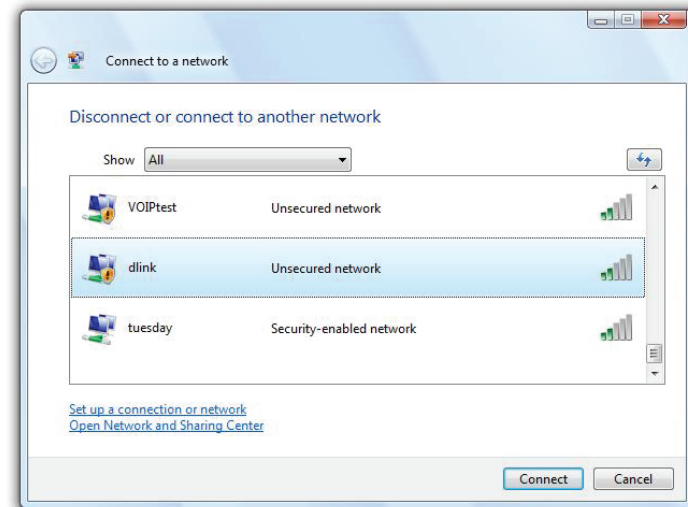 Connect to a network
Disconnect or connect to another network
Show All
VOIPtest Unsecured network
dlink Unsecured network
tuesday Security-enabled network
Set up a connection or network
Open Network and Sharing Center
Connect Cancel